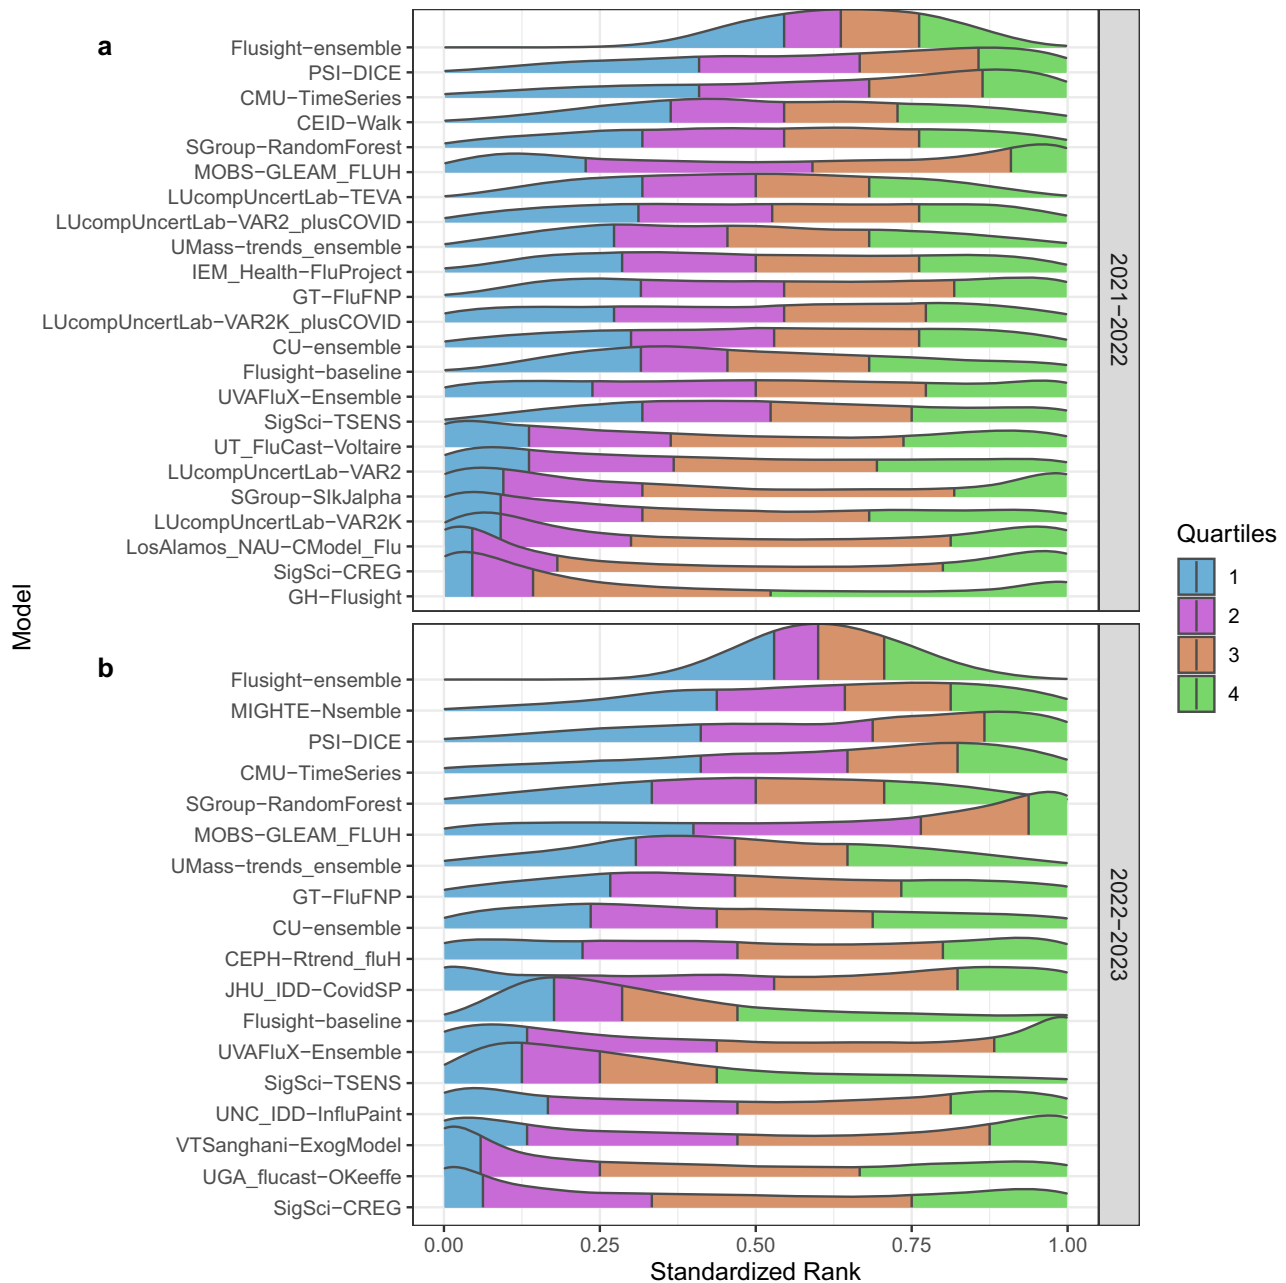 a
Flusight−ensemble
PSI−DICE
CMU−TimeSeries
CEID−Walk
SGroup−RandomForest
MOBS−GLEAM_FLUH
LUcompUncertLab−TEVA
LUcompUncertLab−VAR2_plusCOVID
UMass−trends_ensemble
IEM_Health−FluProject
GT−FluFNP
LUcompUncertLab−VAR2K_plusCOVID
CU−ensemble
Flusight−baseline
UVAFluX−Ensemble
SigSci−TSENS
UT_FluCast−Voltaire
LUcompUncertLab−VAR2
SGroup−SIkJalpha
LUcompUncertLab−VAR2K
LosAlamos_NAU−CModel_Flu
SigSci−CREG
GH−Flusight
2021−2022
Model
b
Flusight−ensemble
MIGHTE−Nsemble
PSI−DICE
CMU−TimeSeries
SGroup−RandomForest
MOBS−GLEAM_FLUH
UMass−trends_ensemble
GT−FluFNP
CU−ensemble
CEPH−Rtrend_fluH
JHU_IDD−CovidSP
Flusight−baseline
UVAFluX−Ensemble
SigSci−TSENS
UNC_IDD−InfluPaint
VTSanghani−ExogModel
UGA_flucast−OKeeffe
SigSci−CREG
2022−2023
0.00 0.25 0.50 0.75 1.00
Standardized Rank
Quartiles
1
2
3
4